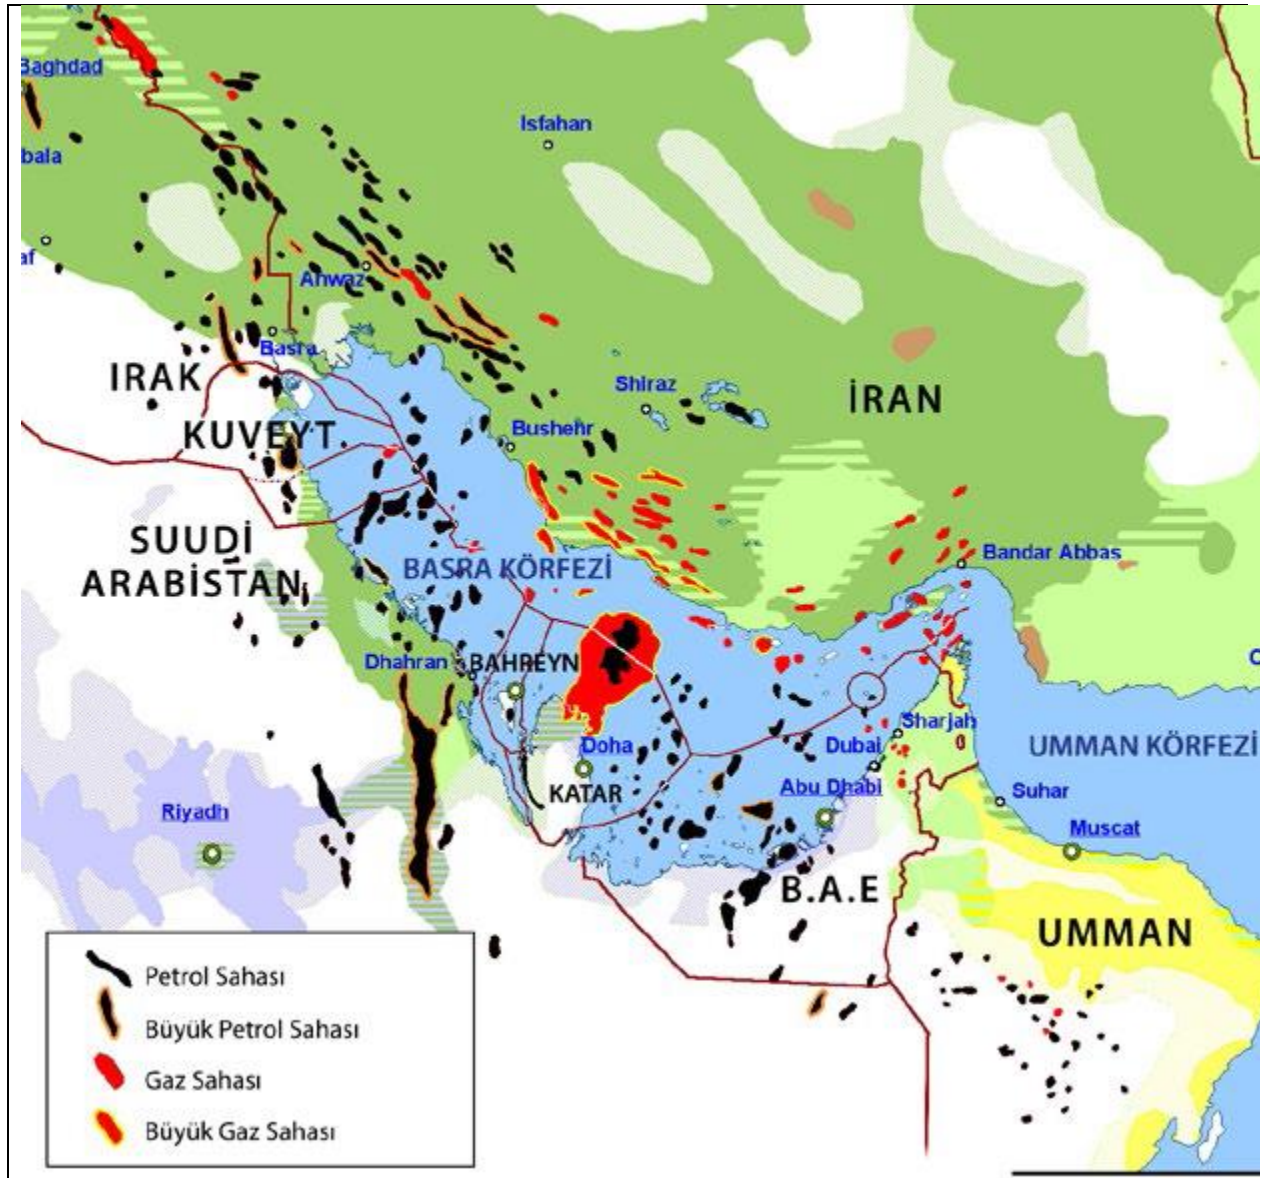 Baghdad
Isfahan
bala
af
Ahwaz
Basra
IRAK
Shiraz
İRAN
Bushehr
KUVEYT
SUUDİ
ARABİSTAN
BASRA KÖRFEZİ
Bandar Abbas
Dhahran
BAHREYN
Sharjah
Doha
Dubai
UMMAN KÖRFEZİ
Abu Dhabi
KATAR
Suhar
Riyadh
Muscat
B.A.E
UMMAN
Petrol Sahası
Büyük Petrol Sahası
Gaz Sahası
Büyük Gaz Sahası